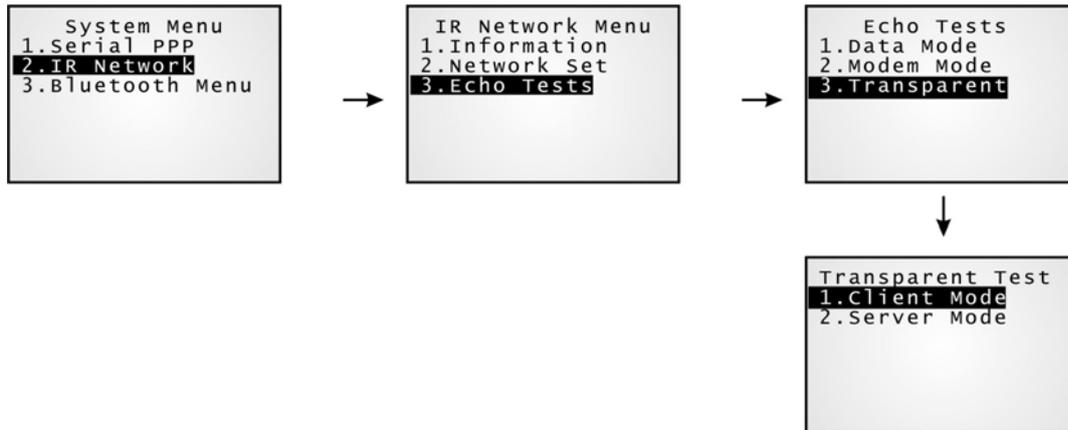 System Menu
1.Serial PPP
2.IR Network
3.Bluetooth Menu
IR Network Menu
1.Information
2.Network Set
3.Echo Tests
Echo Tests
1.Data Mode
2.Modem Mode
3.Transparent
Transparent Test
1.Client Mode
2.Server Mode